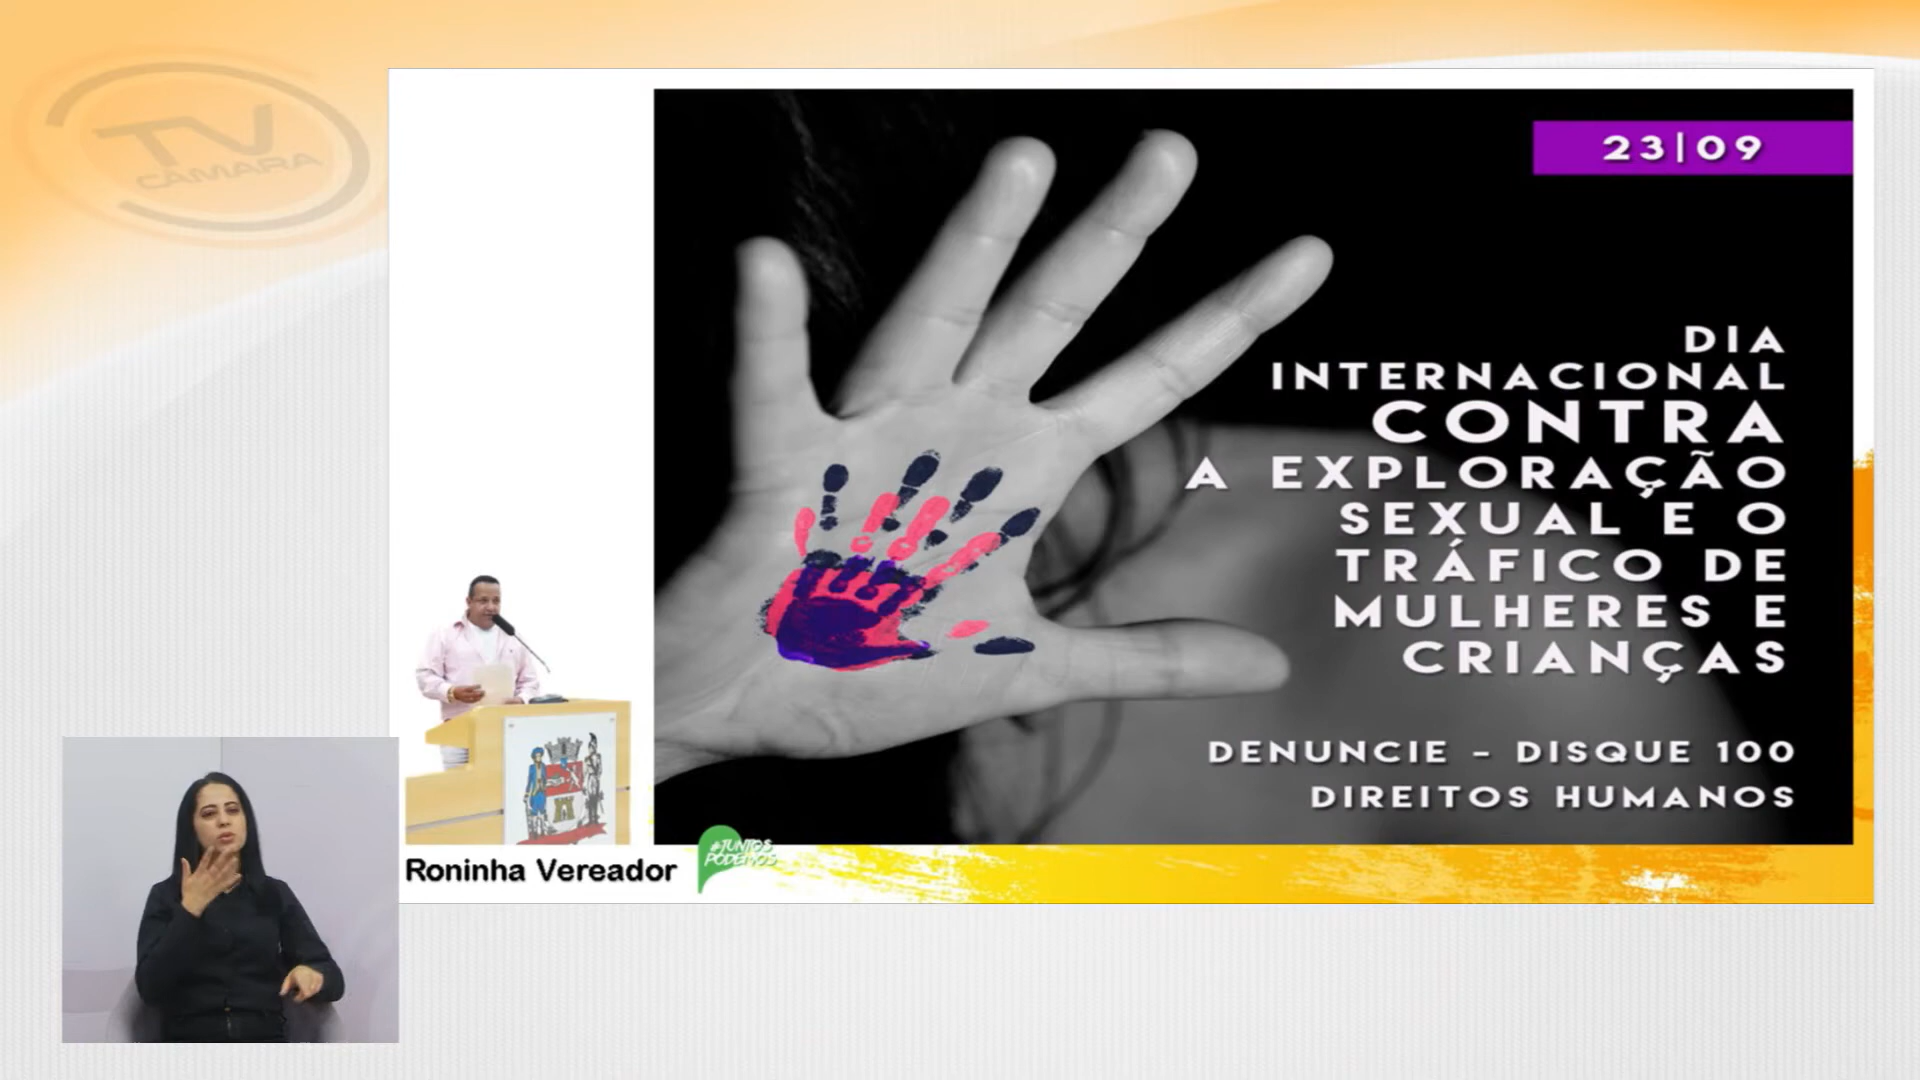 TV
CÂMARA
23|09
DIA
INTERNACIONAL
CONTRA
A EXPLORAÇÃO
SEXUAL E O
TRÁFICO DE
MULHERES E
CRIANÇAS
DENUNCIE - DISQUE 100
DIREITOS HUMANOS
Roninha Vereador
#JUNTOS
PODEMOS